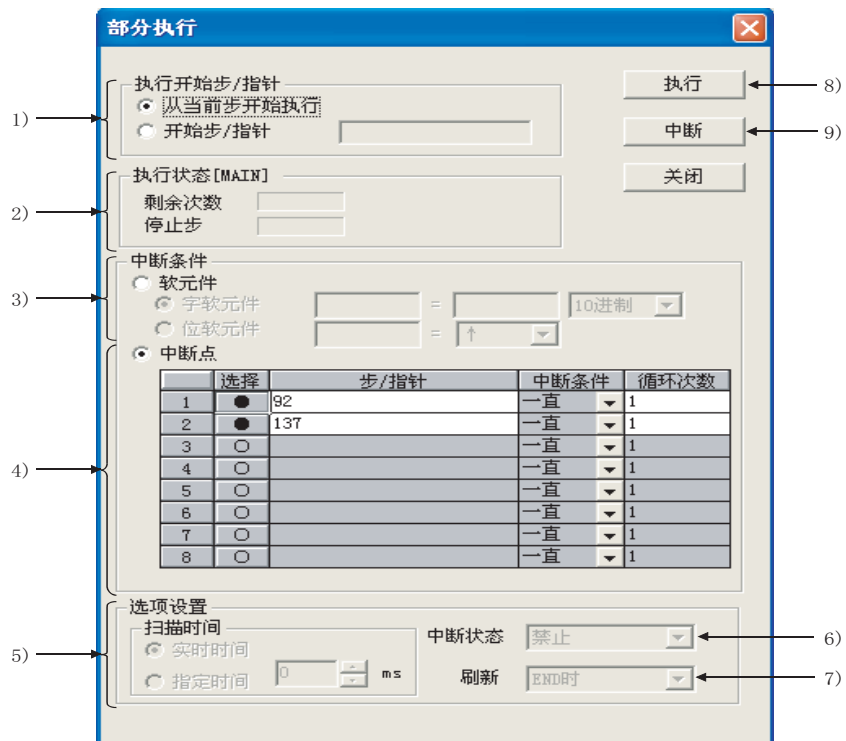 部分执行
执行开始步/指针
1)
从当前步开始执行
开始步/指针
执行
8)
中断
9)
关闭
执行状态[MAIN]
2)
剩余次数
停止步
中断条件
3)
软元件
字软元件 = 10进制
位软元件 = ↑
中断点
4)
选择 步/指针 中断条件 循环次数
1 ● 92 一直 1
2 ● 137 一直 1
3 ○ 一直 1
4 ○ 一直 1
5 ○ 一直 1
6 ○ 一直 1
7 ○ 一直 1
8 ○ 一直 1
选项设置
5)
扫描时间
实时时间
指定时间 0 ms
中断状态 禁止
6)
刷新 END时
7)